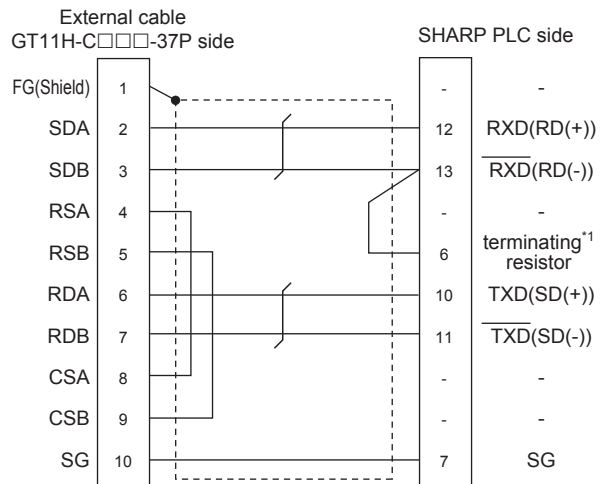 External cable
GT11H-C□□□-37P side
SHARP PLC side
FG(Shield) 1 - -
SDA 2 12 RXD(RD(+))
SDB 3 13 R̅X̅D̅(RD(-))
RSA 4 - -
RSB 5 6 terminating*1
resistor
RDA 6 10 TXD(SD(+))
RDB 7 11 T̅X̅D̅(SD(-))
CSA 8 - -
CSB 9 - -
SG 10 7 SG